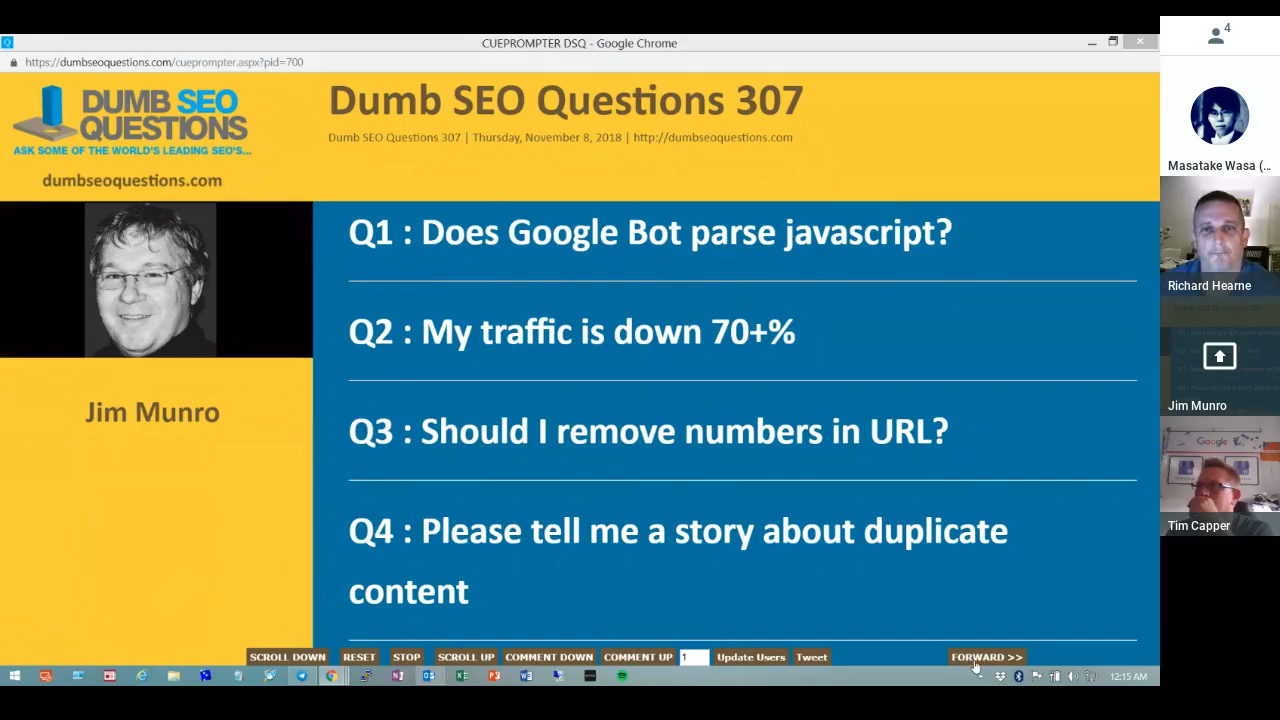 CUEPROMPTER DSQ - Google Chrome
https://dumbseoquestions.com/cueprompter.aspx?pid=700
DUMB SEO
QUESTIONS
ASK SOME OF THE WORLD'S LEADING SEO'S...
dumbseoquestions.com
Dumb SEO Questions 307
Dumb SEO Questions 307 | Thursday, November 8, 2018 | http://dumbseoquestions.com
Jim Munro
Q1 : Does Google Bot parse javascript?
Q2 : My traffic is down 70+%
Q3 : Should I remove numbers in URL?
Q4 : Please tell me a story about duplicate
content
SCROLL DOWN RESET STOP SCROLL UP COMMENT DOWN COMMENT UP 1 Update Users Tweet FORWARD >>
12:15 AM
4
Masatake Wasa (...
Richard Hearne
Jim Munro
Google
Tim Capper